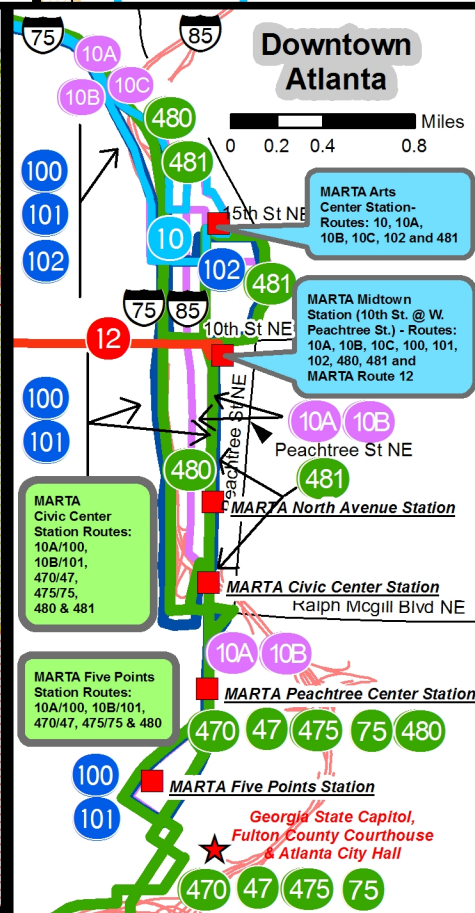 75
85
Downtown
Atlanta
10A
10C
10B
480
Miles
0 0.2 0.4 0.8
481
100
101
102
MARTA Arts
Center Station-
Routes: 10, 10A,
10B, 10C, 102 and 481
15th St NE
10
102
481
75
85
MARTA Midtown
Station (10th St. @ W.
Peachtree St.) - Routes:
10A, 10B, 10C, 100, 101,
102, 480, 481 and
MARTA Route 12
10th St NE
12
100
101
Peachtree St NE
10A 10B
Peachtree St NE
480
481
MARTA North Avenue Station
MARTA
Civic Center
Station Routes:
10A/100,
10B/101,
470/47,
475/75,
480 & 481
MARTA Civic Center Station
Ralph Mcgill Blvd NE
10A 10B
MARTA Five Points
Station Routes:
10A/100, 10B/101,
470/47, 475/75 & 480
MARTA Peachtree Center Station
470 47 475 75 480
100
101
MARTA Five Points Station
Georgia State Capitol,
Fulton County Courthouse
& Atlanta City Hall
470 47 475 75